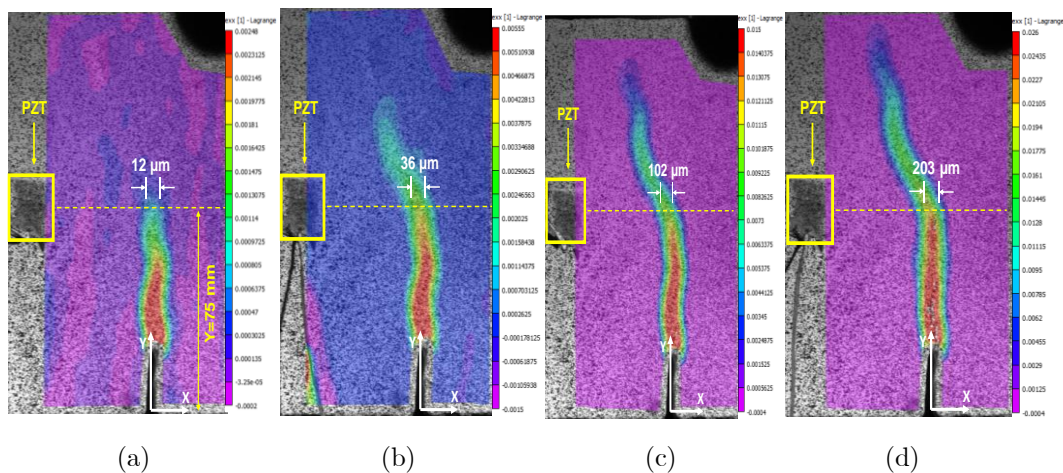 exx [1] - Lagrange
0.00248
0.0023125
0.002145
0.0019775
0.00181
0.0016425
0.001475
0.0013075
0.00114
0.0009725
0.000805
0.0006375
0.00047
0.0003025
0.000135
-3.25e-05
-0.0002
PZT
12 µm
Y=75 mm
Y
X
(a)
exx [1] - Lagrange
0.00555
0.00510938
0.00466875
0.00422813
0.0037875
0.00334688
0.00290625
0.00246563
0.002025
0.00158438
0.00114375
0.000703125
0.0002625
-0.000178125
-0.00061875
-0.00105938
-0.0015
PZT
36 µm
Y
X
(b)
exx [1] - Lagrange
0.015
0.0140375
0.013075
0.0121125
0.01115
0.0101875
0.009225
0.0082625
0.0073
0.0063375
0.005375
0.0044125
0.00345
0.0024875
0.001525
0.0005625
-0.0004
PZT
102 µm
Y
X
(c)
exx [1] - Lagrange
0.026
0.02435
0.0227
0.02105
0.0194
0.01775
0.0161
0.01445
0.0128
0.01115
0.0095
0.00785
0.0062
0.00455
0.0029
0.00125
-0.0004
PZT
203 µm
Y
X
(d)